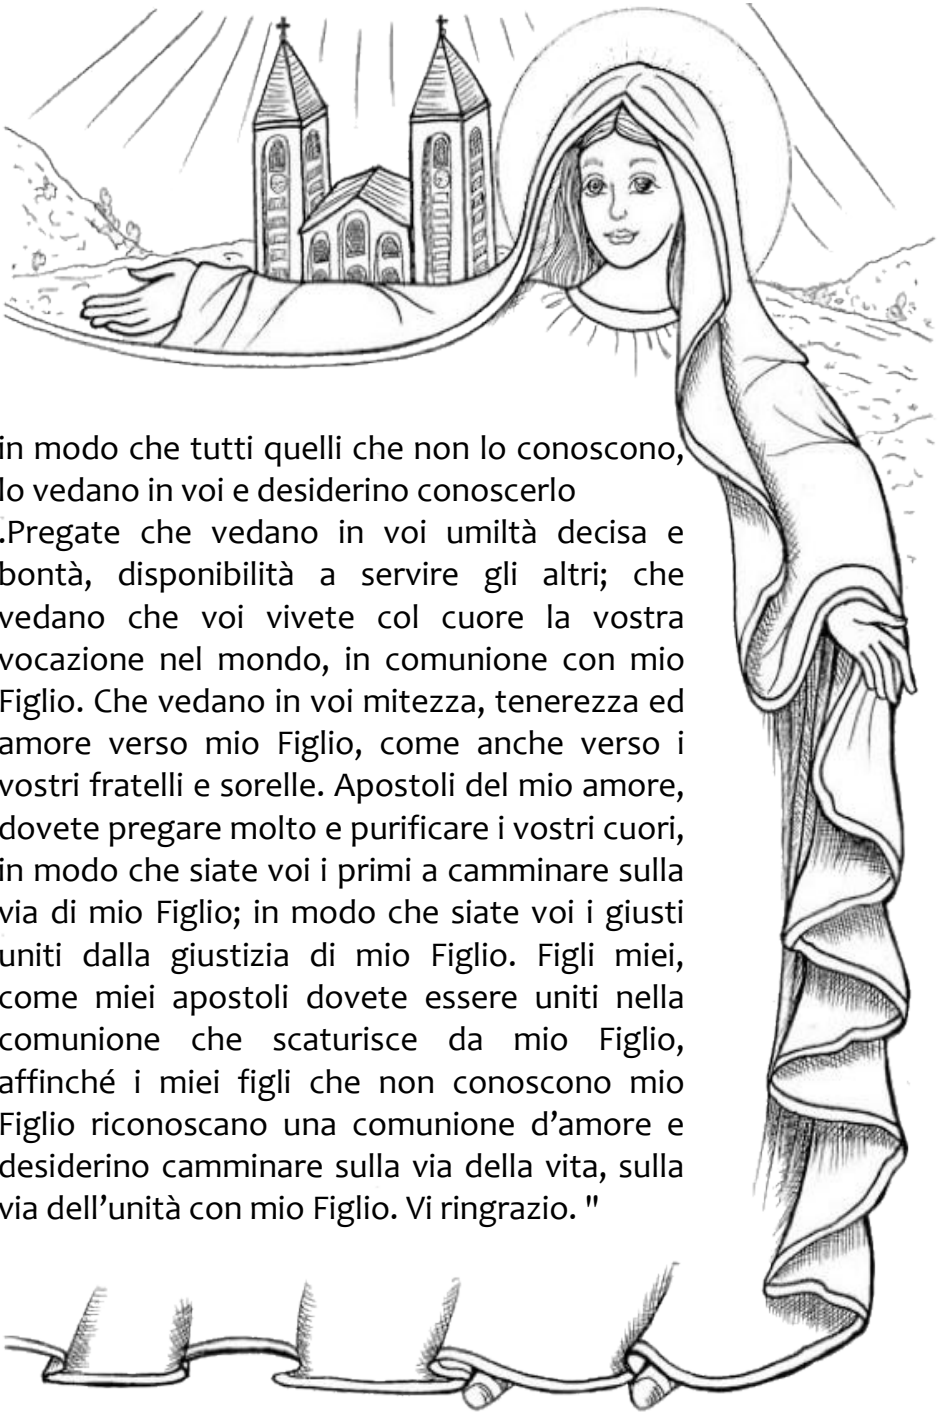 in modo che tutti quelli che non lo conoscono,
lo vedano in voi e desiderino conoscerlo
.Pregate che vedano in voi umiltà decisa e
bontà, disponibilità a servire gli altri; che
vedano che voi vivete col cuore la vostra
vocazione nel mondo, in comunione con mio
Figlio. Che vedano in voi mitezza, tenerezza ed
amore verso mio Figlio, come anche verso i
vostri fratelli e sorelle. Apostoli del mio amore,
dovete pregare molto e purificare i vostri cuori,
in modo che siate voi i primi a camminare sulla
via di mio Figlio; in modo che siate voi i giusti
uniti dalla giustizia di mio Figlio. Figli miei,
come miei apostoli dovete essere uniti nella
comunione che scaturisce da mio Figlio,
affinché i miei figli che non conoscono mio
Figlio riconoscano una comunione d’amore e
desiderino camminare sulla via della vita, sulla
via dell’unità con mio Figlio. Vi ringrazio. "